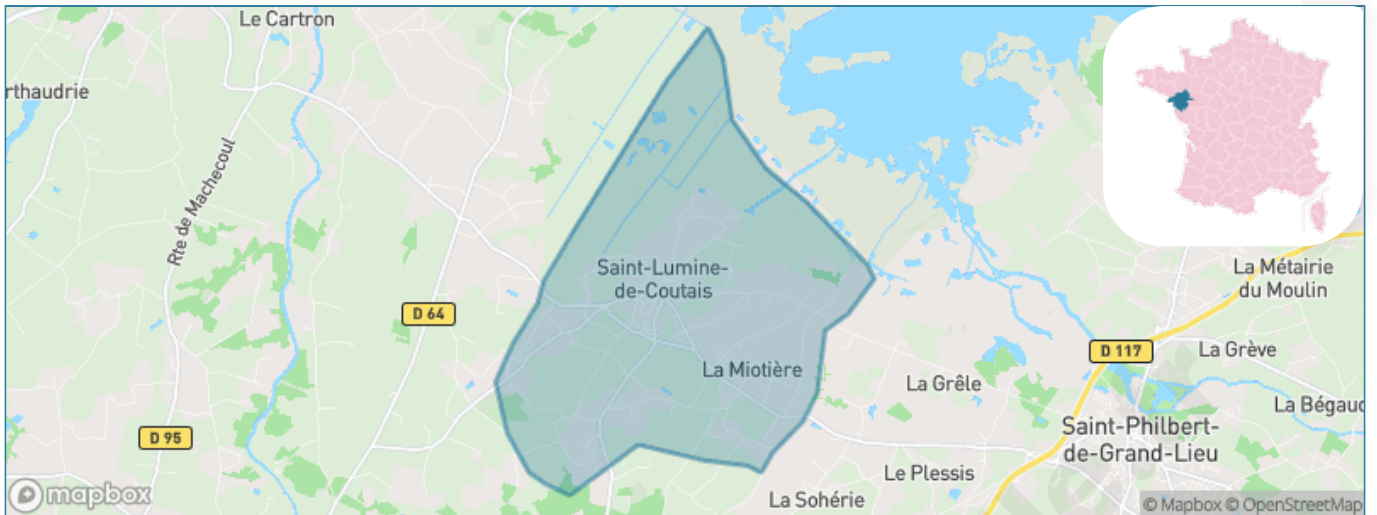 Le Cartron
rthaudrie
Rte de Machecoul
Saint-Lumine-
de-Coutais
La Métairie
du Moulin
D 64
D 117
La Grève
La Miotière
La Grêle
La Bégaud
D 95
Saint-Philbert-
de-Grand-Lieu
Le Plessis
La Sohérie
mapbox
© Mapbox © OpenStreetMap